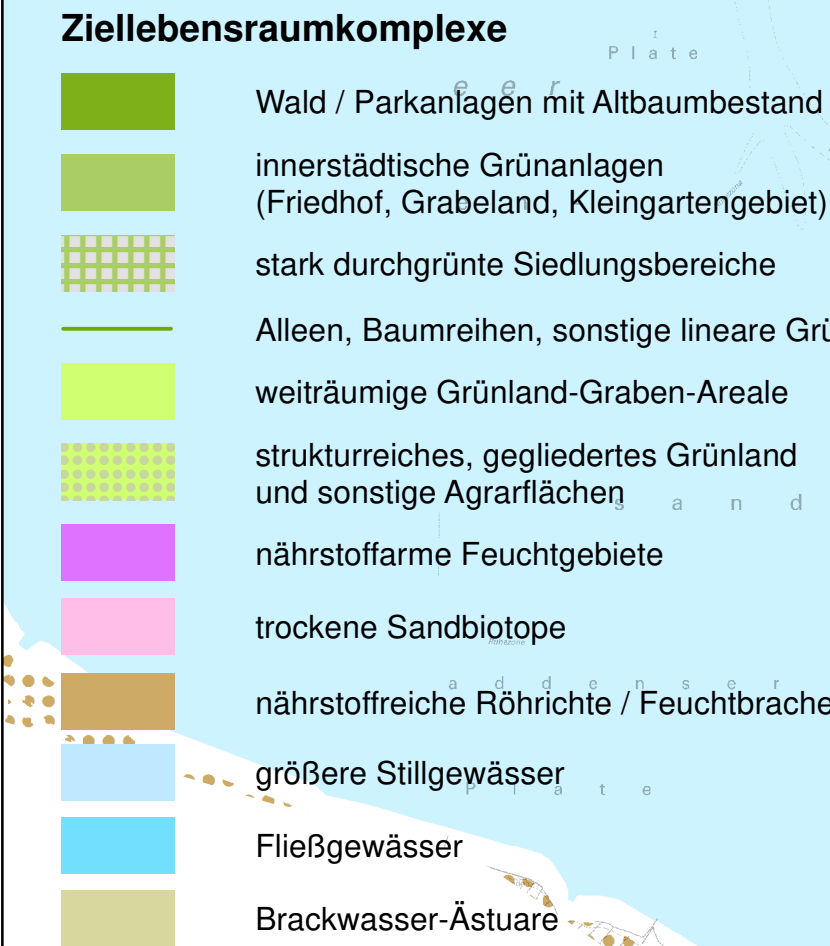 Ziellebensraumkomplexe
Plate
e e r
Wald / Parkanlagen mit Altbaumbestand
innerstädtische Grünanlagen
(Friedhof, Grabeland, Kleingartengebiet)
stark durchgrünte Siedlungsbereiche
Alleen, Baumreihen, sonstige lineare
weiträumige Grünland-Graben-Areale
strukturreiches, gegliedertes Grünland
und sonstige Agrarflächen
s a n d
nährstoffarme Feuchtgebiete
trockene Sandbiotope
Ruhezone
a d d e n s e r
nährstoffreiche Röhrichte / Feuchtbrache
größere Stillgewässer
P l a t e
Fließgewässer
Brackwasser-Ästuare